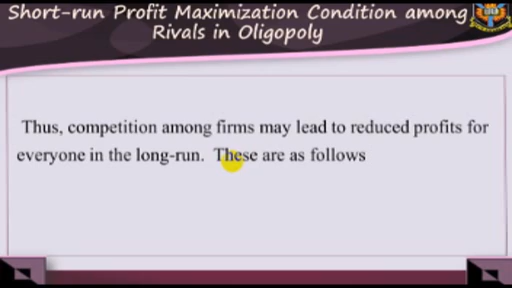 Short-run Profit Maximization Condition among
Rivals in Oligopoly
Thus, competition among firms may lead to reduced profits for
everyone in the long-run. These are as follows